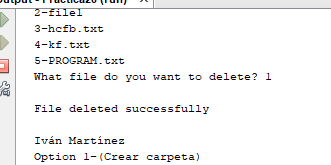 Output - Practica20 (run)
2-file1
3-hcfb.txt
4-kf.txt
5-PROGRAM.txt
What file do you want to delete? 1
File deleted successfully
Iván Martínez
Option 1-(Crear carpeta)